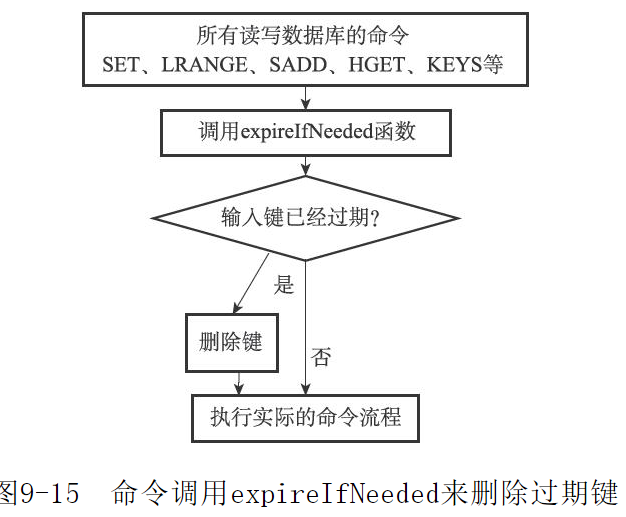 所有读写数据库的命令
SET、LRANGE、SADD、HGET、KEYS等
调用expireIfNeeded函数
输入键已经过期?
是
删除键
否
执行实际的命令流程
图9-15 命令调用expireIfNeeded来删除过期键